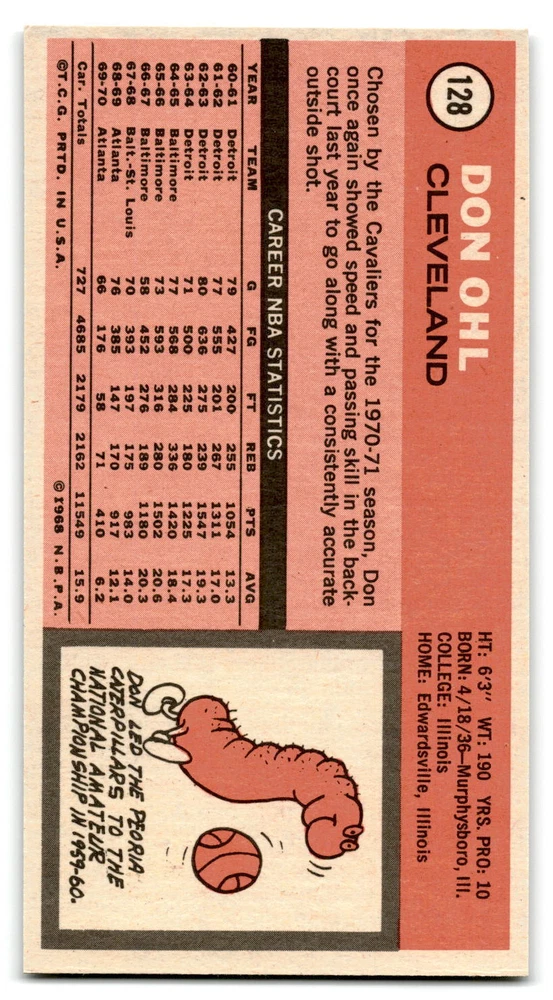 128
DON OHL
CLEVELAND
HT: 6'3" WT: 190 YRS. PRO: 10
BORN: 4/18/36—Murphysboro, Ill.
COLLEGE: Illinois
HOME: Edwardsville, Illinois
Chosen by the Cavaliers for the 1970-71 season, Don
once again showed speed and passing skill in the back-
court last year to go along with a consistently accurate
outside shot.
CAREER NBA STATISTICS
YEAR TEAM G FG FT REB PTS AVG
60-61 Detroit 79 427 200 255 1054 13.3
61-62 Detroit 77 555 201 267 1311 17.0
62-63 Detroit 80 636 275 239 1547 19.3
63-64 Detroit 71 500 225 180 1225 17.3
64-65 Baltimore 77 568 284 336 1420 18.4
65-66 Baltimore 73 593 316 280 1502 20.6
66-67 Baltimore 58 452 276 189 1180 20.3
67-68 Balt.-St. Louis 70 393 197 175 983 14.0
68-69 Atlanta 76 385 147 170 917 12.1
69-70 Atlanta 66 176 58 71 410 6.2
Car. Totals 727 4685 2179 2162 11549 15.9
©T.C.G. PRTD. IN U.S.A. ©1968 N.B.P.A.
DON LED THE PEORIA
CATERPILLARS TO THE
NATIONAL AMATEUR
CHAMPIONSHIP IN 1959-60.